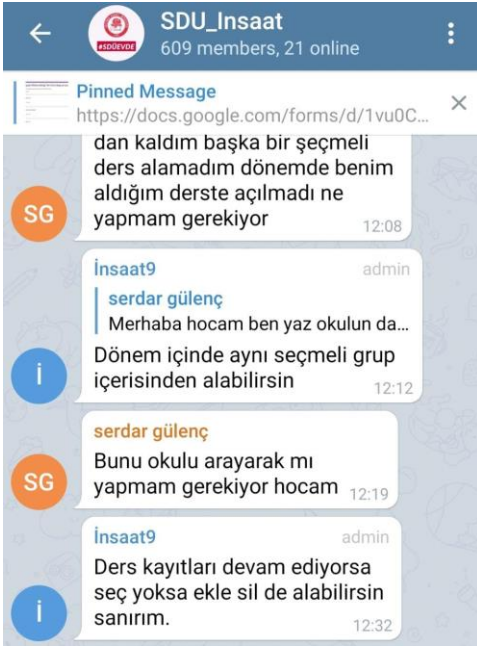 SDU_Insaat
609 members, 21 online
#SDÜEVDE
Pinned Message
https://docs.google.com/forms/d/1vu0C...
dan kaldım başka bir şeçmeli
ders alamadım dönemde benim
aldığım derste açılmadı ne
yapmam gerekiyor
12:08
SG
İnsaat9
admin
serdar gülenç
Merhaba hocam ben yaz okulun da...
Dönem içinde aynı seçmeli grup
içerisinden alabilirsin
12:12
i
serdar gülenç
Bunu okulu arayarak mı
yapmam gerekiyor hocam
12:19
SG
İnsaat9
admin
Ders kayıtları devam ediyorsa
seç yoksa ekle sil de alabilirsin
sanırım.
12:32
i